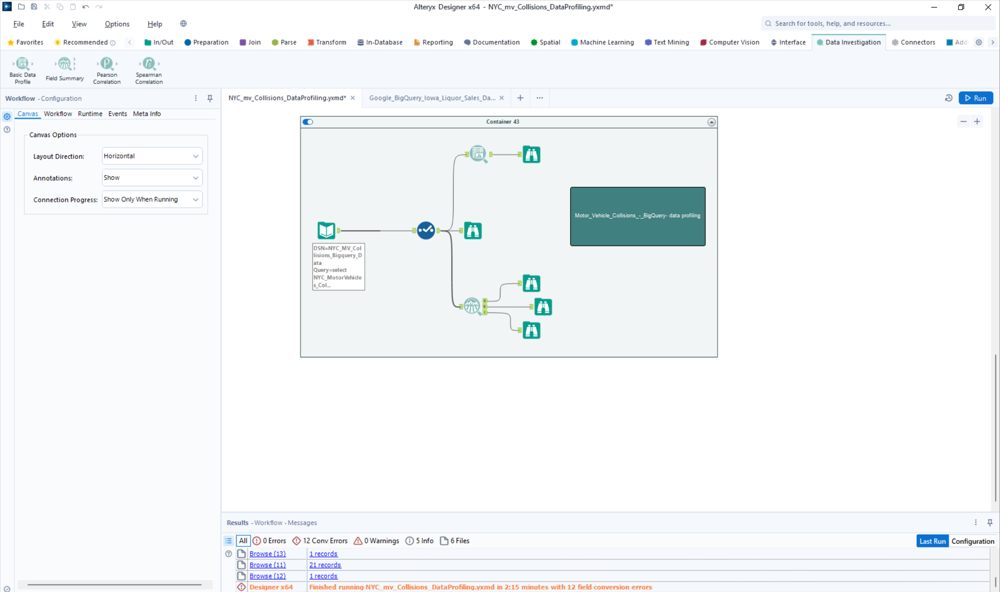 Alteryx Designer x64 - NYC_mv_Collisions_DataProfiling.yxmd*
File Edit View Options Help
Search for tools, help, and resources...
Favorites Recommended In/Out Preparation Join Parse Transform In-Database Reporting Documentation Spatial Machine Learning Text Mining Computer Vision Interface Data Investigation Connectors
Basic Data Profile
Field Summary
Pearson Correlation
Spearman Correlation
Workflow - Configuration
NYC_mv_Collisions_DataProfiling.yxmd*
Google_BigQuery_Iowa_Liquor_Sales_Da...
Run
Canvas Workflow Runtime Events Meta Info
Canvas Options
Layout Direction: Horizontal
Annotations: Show
Connection Progress: Show Only When Running
Container 43
Motor_Vehicle_Collisions_-_BigQuery- data profiling
DSN=NYC_MV_Col
lisions_Bigquery_D
ata
Query=select
NYC_MotorVehicle
s_Col...
Results - Workflow - Messages
All 0 Errors 12 Conv Errors 0 Warnings 5 Info 6 Files
Last Run Configuration
Browse (13) 1 records
Browse (11) 21 records
Browse (12) 1 records
Designer x64 Finished running NYC_mv_Collisions_DataProfiling.yxmd in 2:15 minutes with 12 field conversion errors